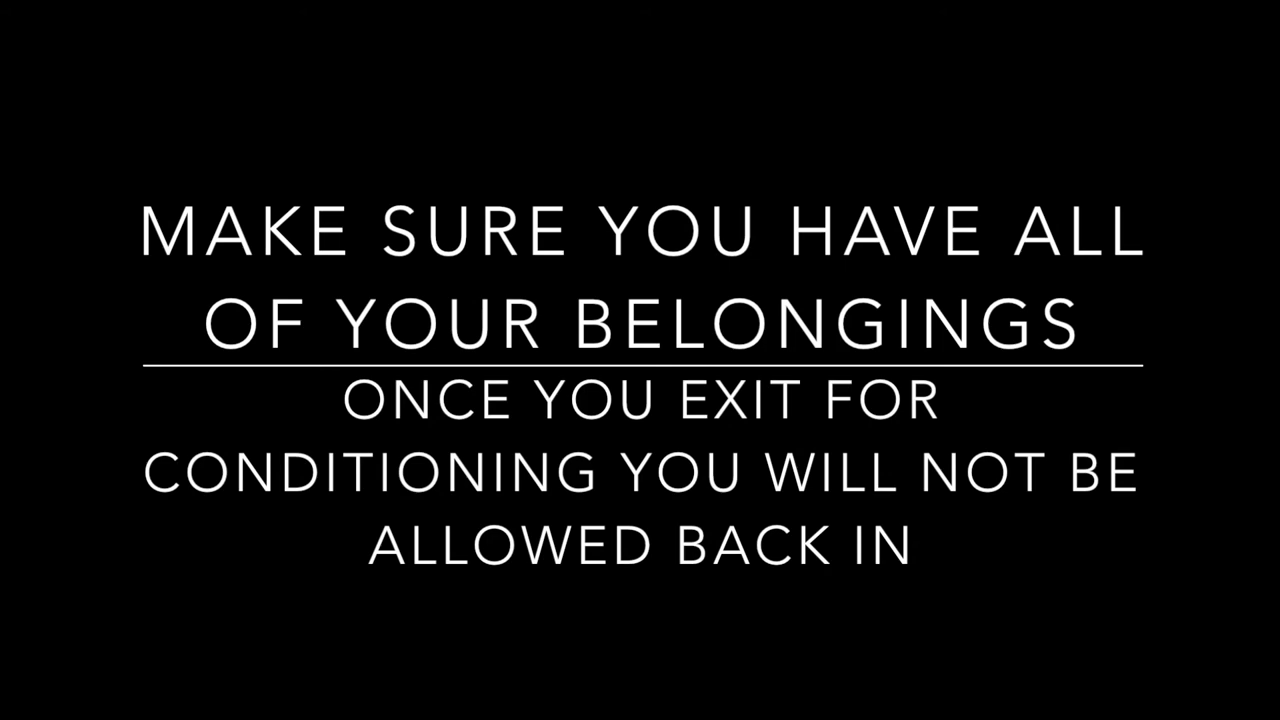 MAKE SURE YOU HAVE ALL
OF YOUR BELONGINGS
ONCE YOU EXIT FOR
CONDITIONING YOU WILL NOT BE
ALLOWED BACK IN